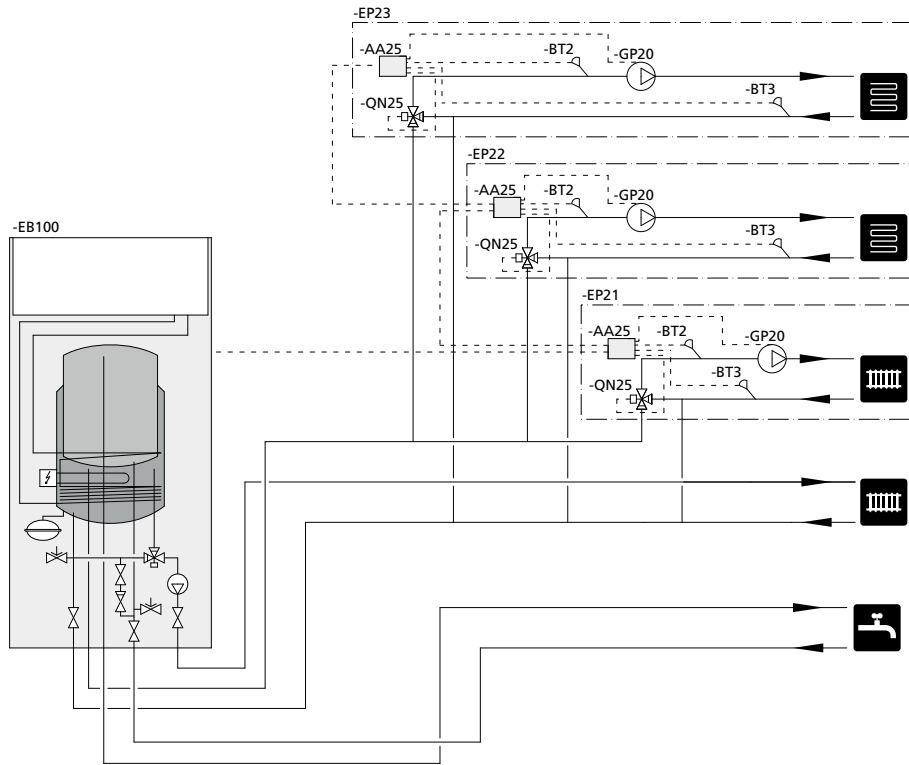 -EP23
-AA25
-BT2
-GP20
-BT3
-QN25
-EP22
-AA25
-BT2
-GP20
-BT3
-QN25
-EB100
-EP21
-AA25
-BT2
-GP20
-BT3
-QN25